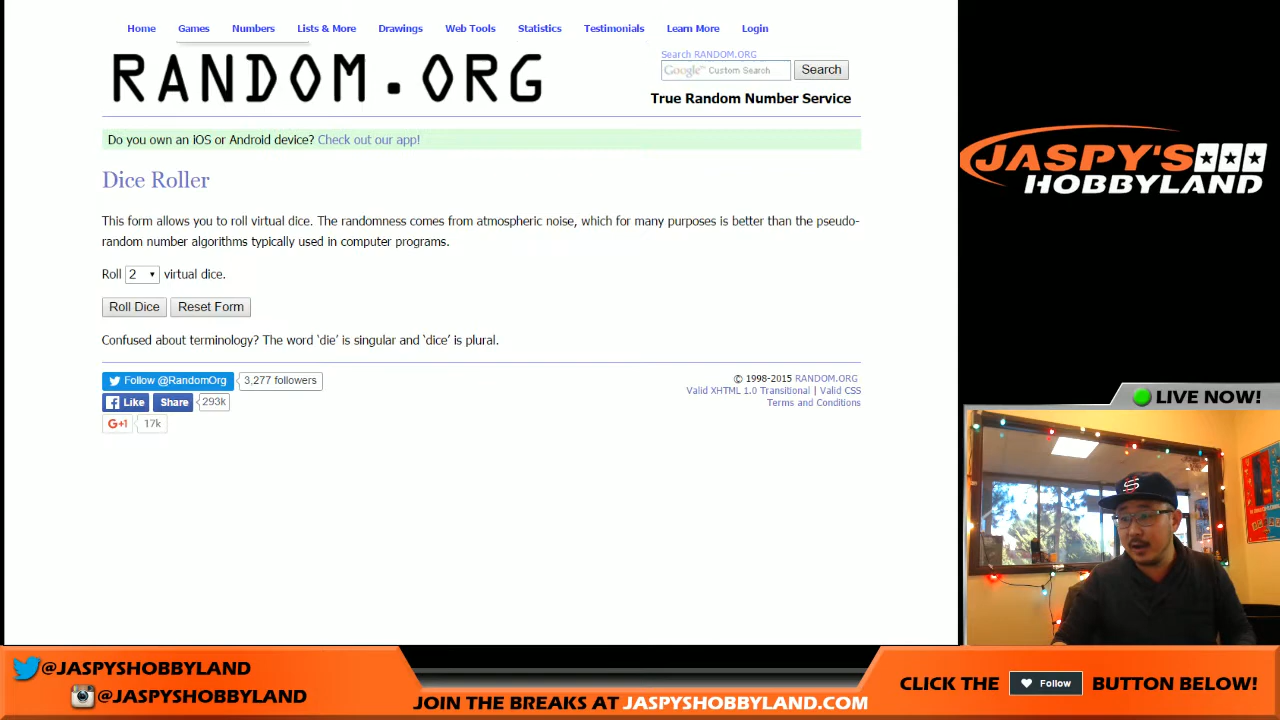 Home Games Numbers Lists & More Drawings Web Tools Statistics Testimonials Learn More Login
RANDOM.ORG
Search RANDOM.ORG
Google™ Custom Search Search
True Random Number Service
Do you own an iOS or Android device? Check out our app!
Dice Roller
This form allows you to roll virtual dice. The randomness comes from atmospheric noise, which for many purposes is better than the pseudo-
random number algorithms typically used in computer programs.
Roll 2 virtual dice.
Roll Dice Reset Form
Confused about terminology? The word ‘die’ is singular and ‘dice’ is plural.
Follow @RandomOrg 3,277 followers
Like Share 293k
G+1 17k
© 1998-2015 RANDOM.ORG
Valid XHTML 1.0 Transitional | Valid CSS
Terms and Conditions
JASPY'S
HOBBYLAND
LIVE NOW!
@JASPYSHOBBYLAND
@JASPYSHOBBYLAND
JOIN THE BREAKS AT JASPYSHOBBYLAND.COM
CLICK THE Follow BUTTON BELOW!